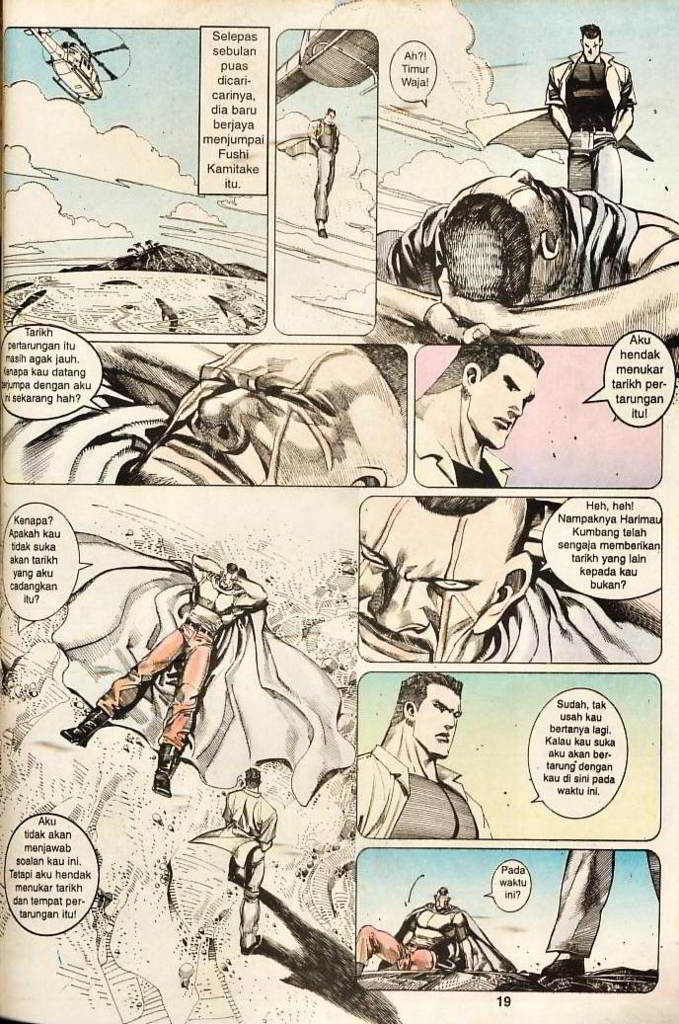 Selepas
sebulan
puas
dicari-
carinya,
dia baru
berjaya
menjumpai
Fushi
Kamitake
itu.
Ah?!
Timur
Waja!
Tarikh
pertarungan itu
masih agak jauh.
Kenapa kau datang
berjumpa dengan aku
ni sekarang hah?
Aku
hendak
menukar
tarikh per-
tarungan
itu!
Kenapa?
Apakah kau
tidak suka
akan tarikh
yang aku
cadangkan
itu?
Heh, heh!
Nampaknya Harimau
Kumbang telah
sengaja memberikan
tarikh yang lain
kepada kau
bukan?
Aku
tidak akan
menjawab
soalan kau ini.
Tetapi aku hendak
menukar tarikh
dan tempat per-
tarungan itu!
Sudah, tak
usah kau
bertanya lagi.
Kalau kau suka
aku akan ber-
tarung dengan
kau di sini pada
waktu ini.
Pada
waktu
ini?
19